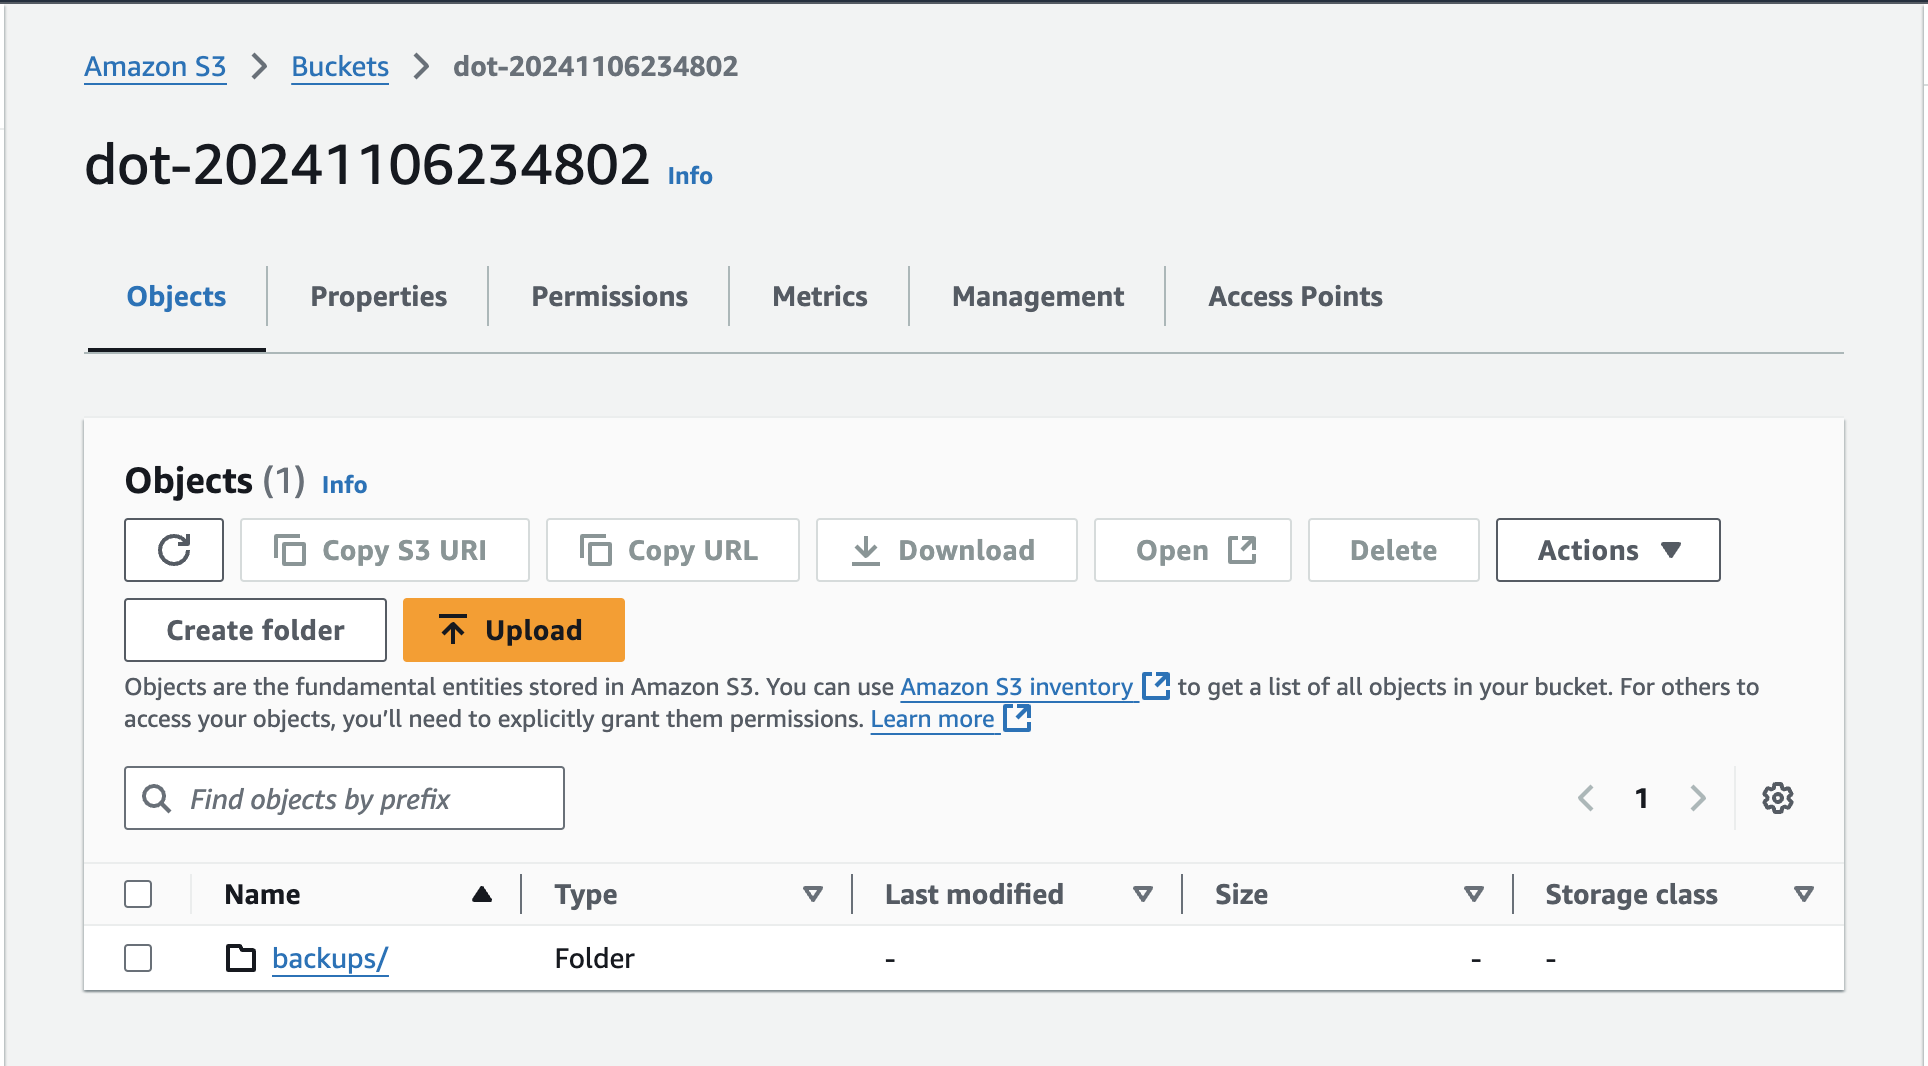 Amazon S3 > Buckets > dot-20241106234802
dot-20241106234802 Info
Objects Properties Permissions Metrics Management Access Points
Objects (1) Info
Copy S3 URI Copy URL Download Open Delete Actions
Create folder Upload
Objects are the fundamental entities stored in Amazon S3. You can use Amazon S3 inventory to get a list of all objects in your bucket. For others to
access your objects, you’ll need to explicitly grant them permissions. Learn more
Find objects by prefix 1
Name Type Last modified Size Storage class
backups/ Folder - - -